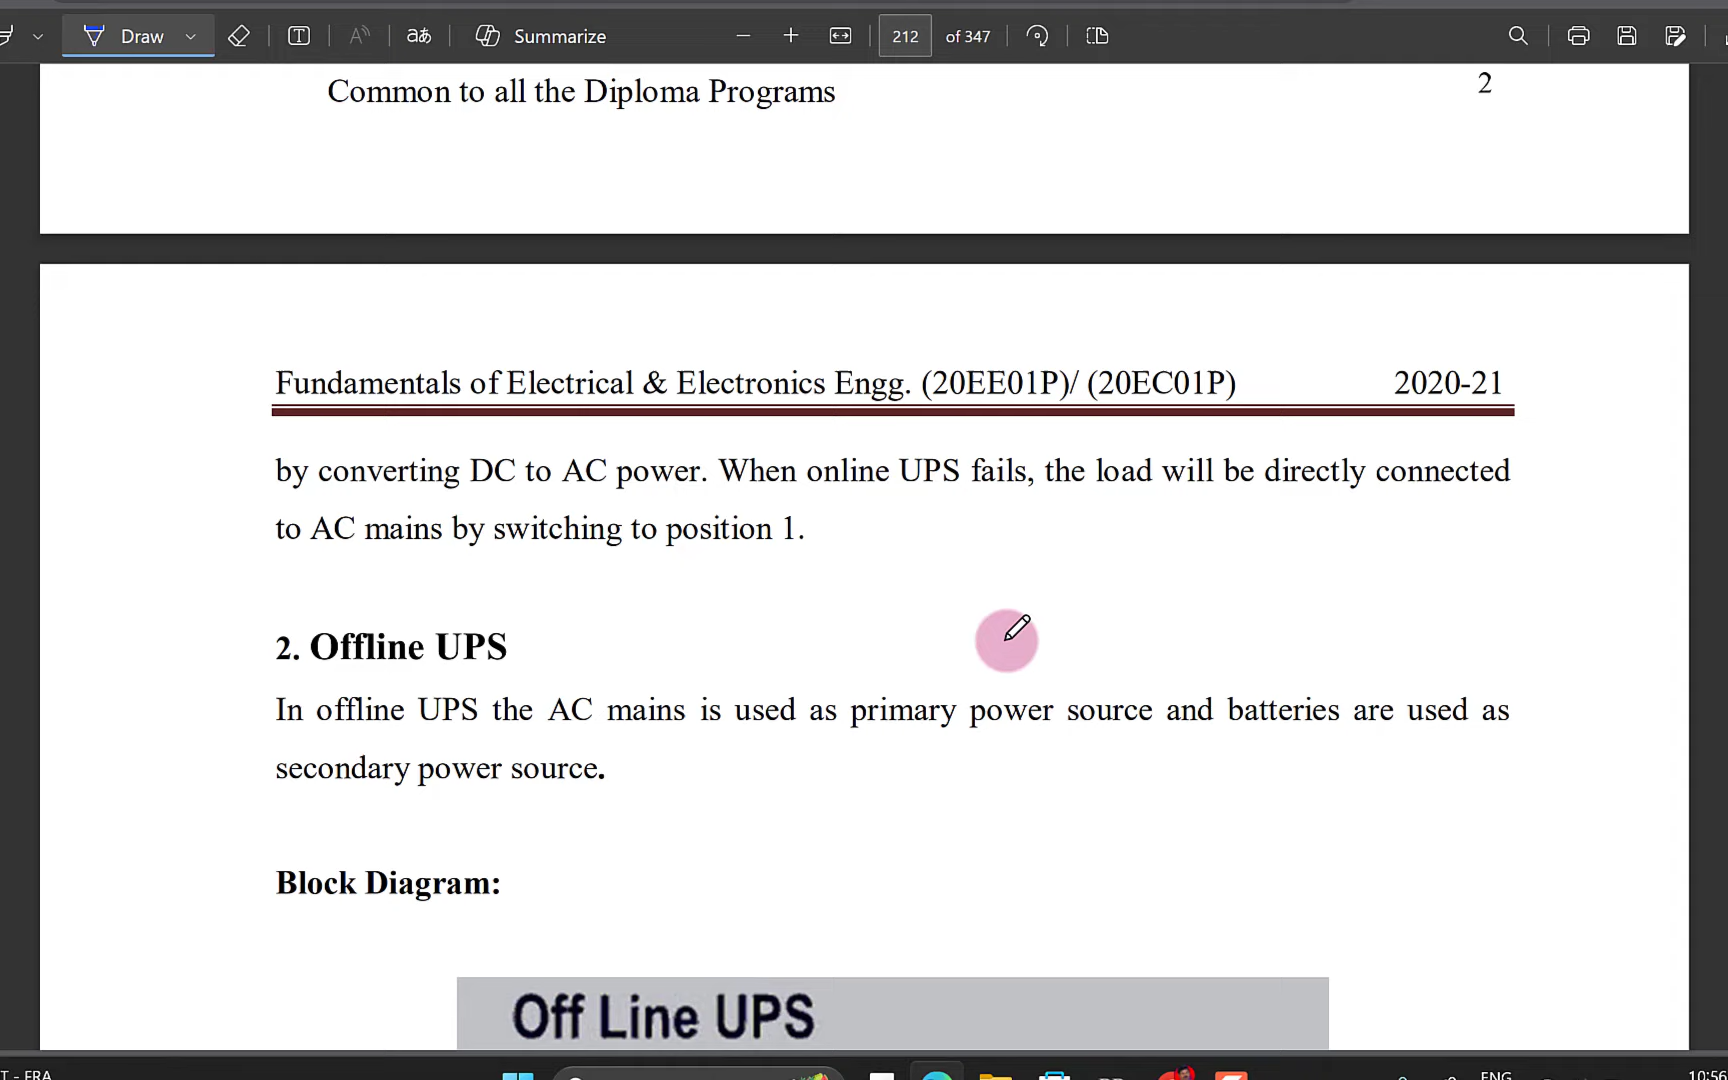 Draw
aあ
Summarize
212
of 347
Common to all the Diploma Programs
2
Fundamentals of Electrical & Electronics Engg. (20EE01P)/ (20EC01P)
2020-21
by converting DC to AC power. When online UPS fails, the load will be directly connected
to AC mains by switching to position 1.
2. Offline UPS
In offline UPS the AC mains is used as primary power source and batteries are used as
secondary power source.
Block Diagram:
Off Line UPS
ENG
10:56